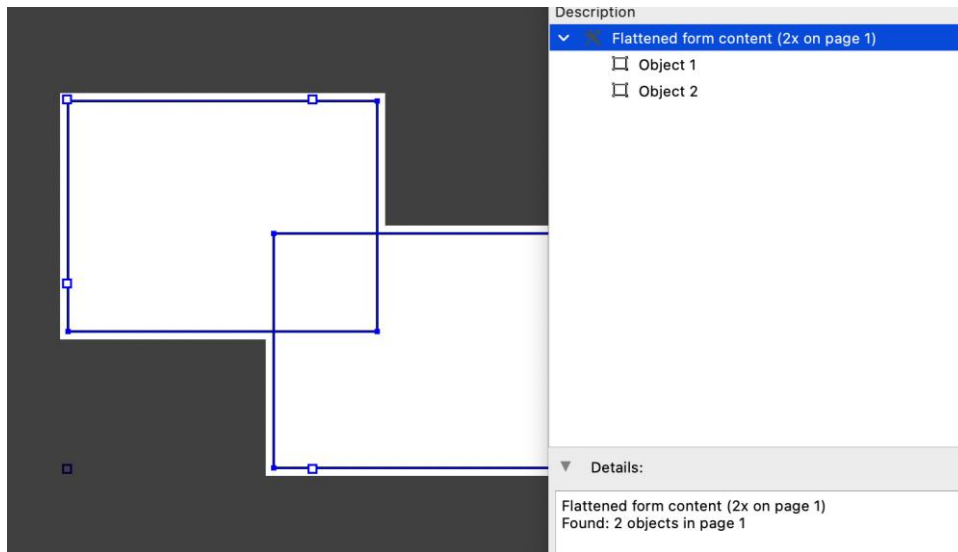 Description
Flattened form content (2x on page 1)
Object 1
Object 2
Details:
Flattened form content (2x on page 1)
Found: 2 objects in page 1